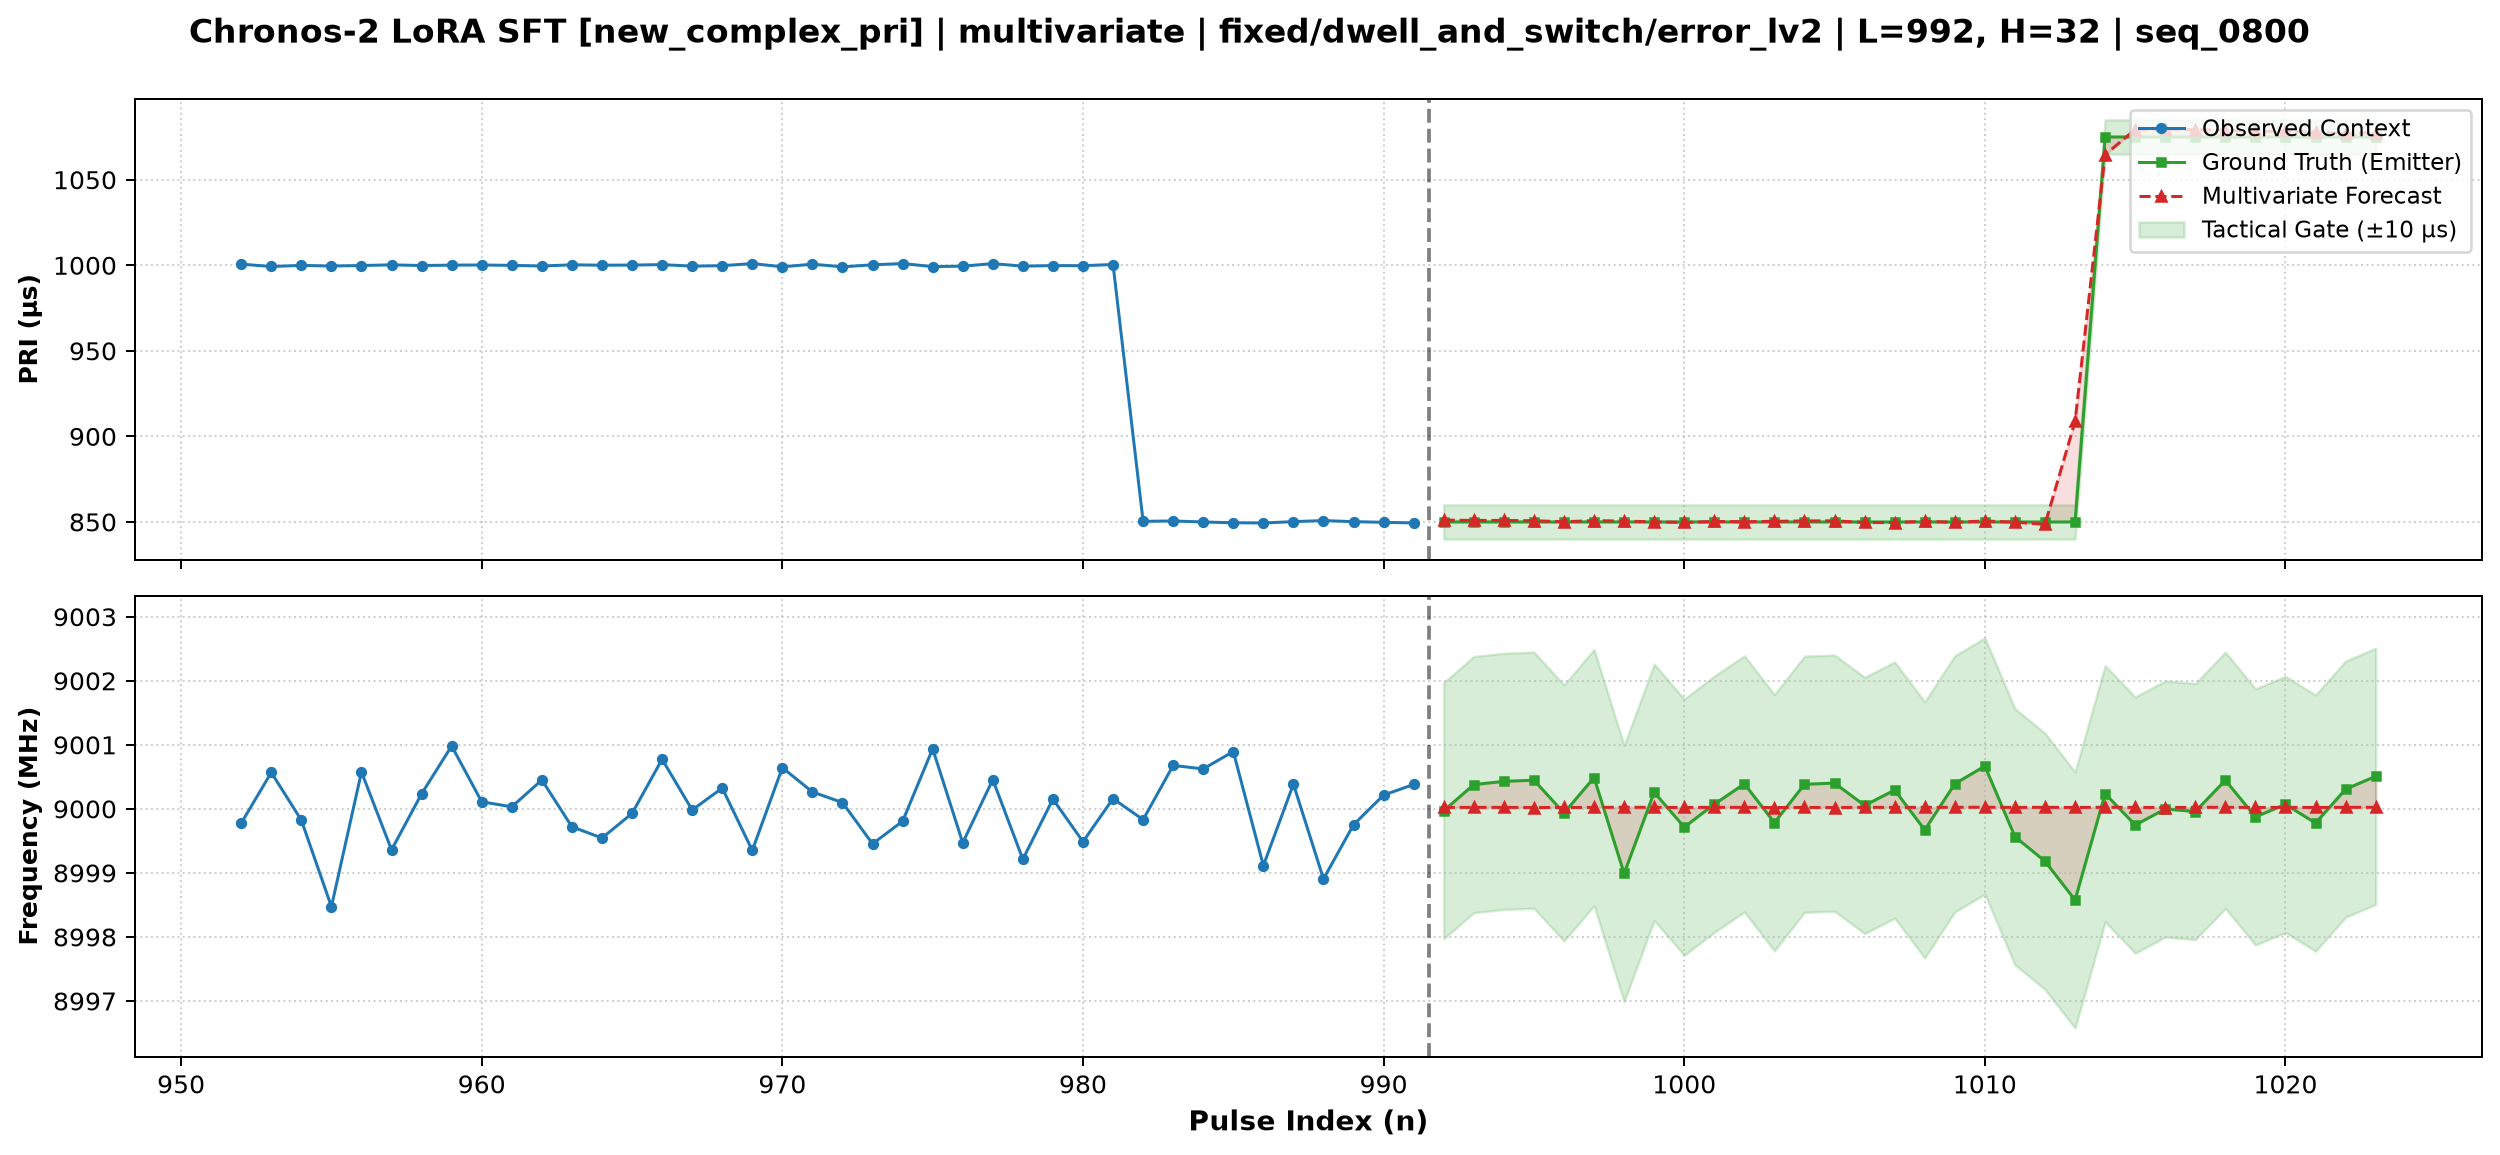 Chronos-2 LoRA SFT [new_complex_pri] | multivariate | fixed/dwell_and_switch/error_lv2 | L=992, H=32 | seq_0800
Observed Context
Ground Truth (Emitter)
Multivariate Forecast
Tactical Gate (±10 µs)
PRI (µs)
1050
1000
950
900
850
Frequency (MHz)
9003
9002
9001
9000
8999
8998
8997
950 960 970 980 990 1000 1010 1020
Pulse Index (n)